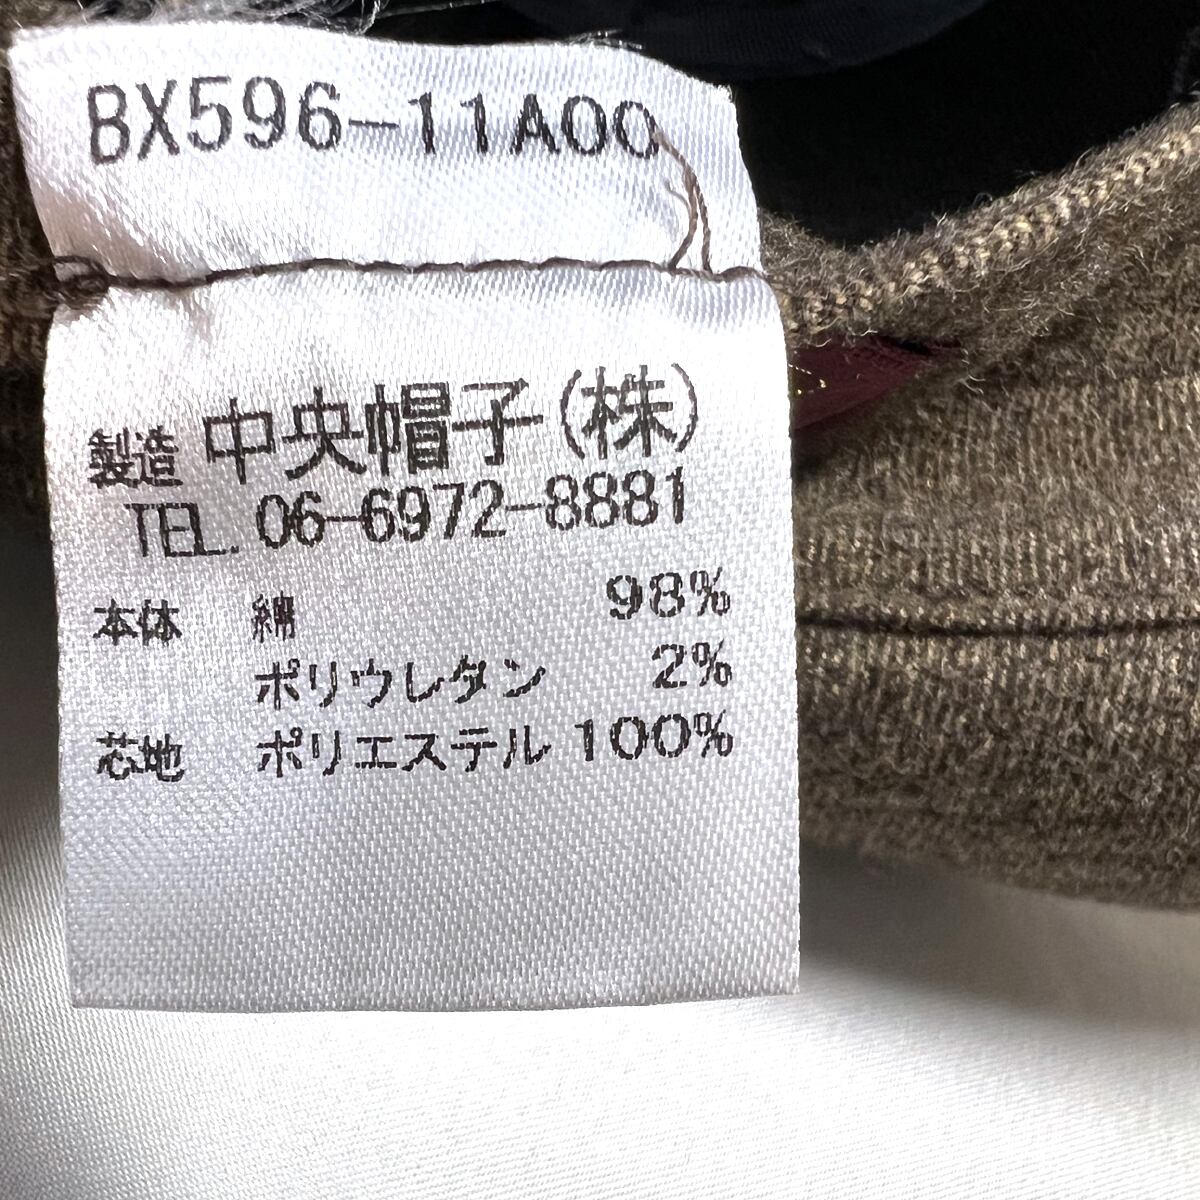 BX596-11A00
製造 中央帽子(株)
TEL. 06-6972-8881
本体 綿 98%
ポリウレタン 2%
芯地 ポリエステル 100%